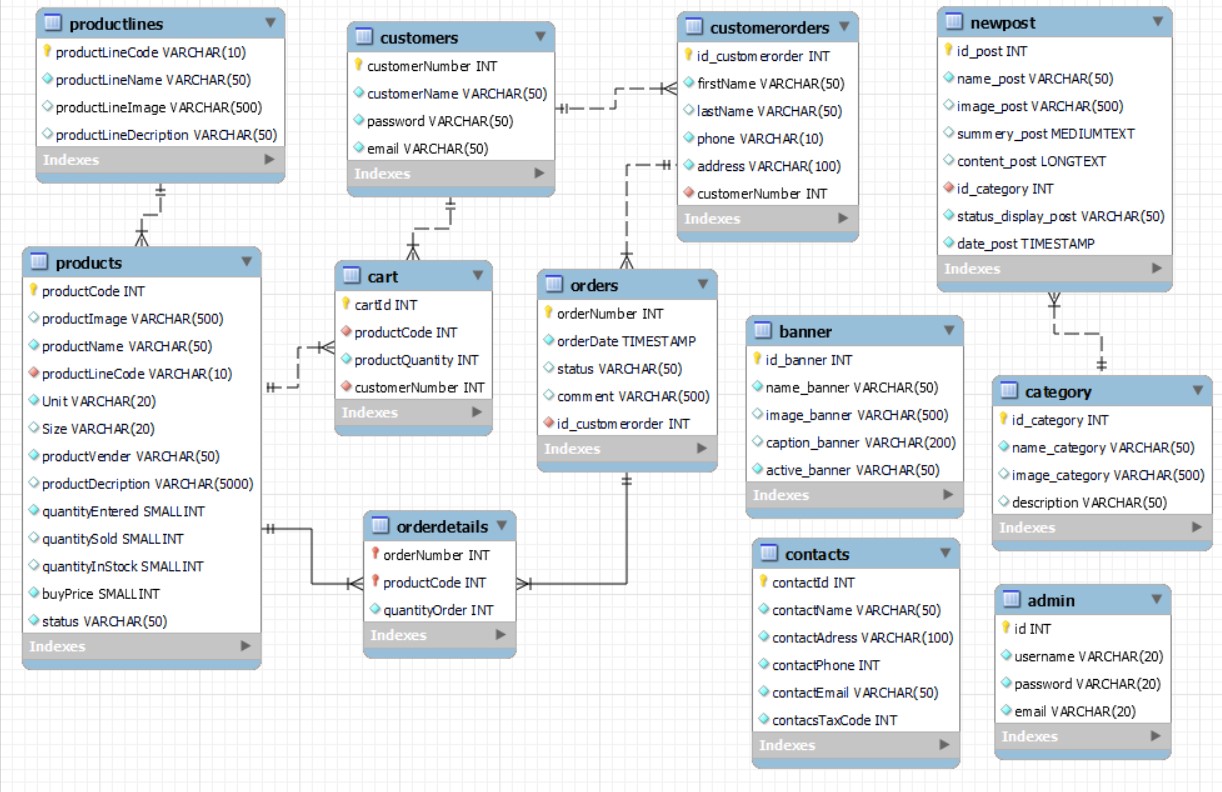 productlines
productLineCode VARCHAR(10)
productLineName VARCHAR(50)
productLineImage VARCHAR(500)
productLineDecription VARCHAR(50)
Indexes
customers
customerNumber INT
customerName VARCHAR(50)
password VARCHAR(50)
email VARCHAR(50)
Indexes
customerorders
id_customerorder INT
firstName VARCHAR(50)
lastName VARCHAR(50)
phone VARCHAR(10)
address VARCHAR(100)
customerNumber INT
Indexes
newpost
id_post INT
name_post VARCHAR(50)
image_post VARCHAR(500)
summery_post MEDIUMTEXT
content_post LONGTEXT
id_category INT
status_display_post VARCHAR(50)
date_post TIMESTAMP
Indexes
products
productCode INT
productImage VARCHAR(500)
productName VARCHAR(50)
productLineCode VARCHAR(10)
Unit VARCHAR(20)
Size VARCHAR(20)
productVender VARCHAR(50)
productDecription VARCHAR(5000)
quantityEntered SMALLINT
quantitySold SMALLINT
quantityInStock SMALLINT
buyPrice SMALLINT
status VARCHAR(50)
Indexes
cart
cartId INT
productCode INT
productQuantity INT
customerNumber INT
Indexes
orders
orderNumber INT
orderDate TIMESTAMP
status VARCHAR(50)
comment VARCHAR(500)
id_customerorder INT
Indexes
banner
id_banner INT
name_banner VARCHAR(50)
image_banner VARCHAR(500)
caption_banner VARCHAR(200)
active_banner VARCHAR(50)
Indexes
category
id_category INT
name_category VARCHAR(50)
image_category VARCHAR(500)
description VARCHAR(50)
Indexes
orderdetails
orderNumber INT
productCode INT
quantityOrder INT
Indexes
contacts
contactId INT
contactName VARCHAR(50)
contactAdress VARCHAR(100)
contactPhone INT
contactEmail VARCHAR(50)
contacsTaxCode INT
Indexes
admin
id INT
username VARCHAR(20)
password VARCHAR(20)
email VARCHAR(20)
Indexes